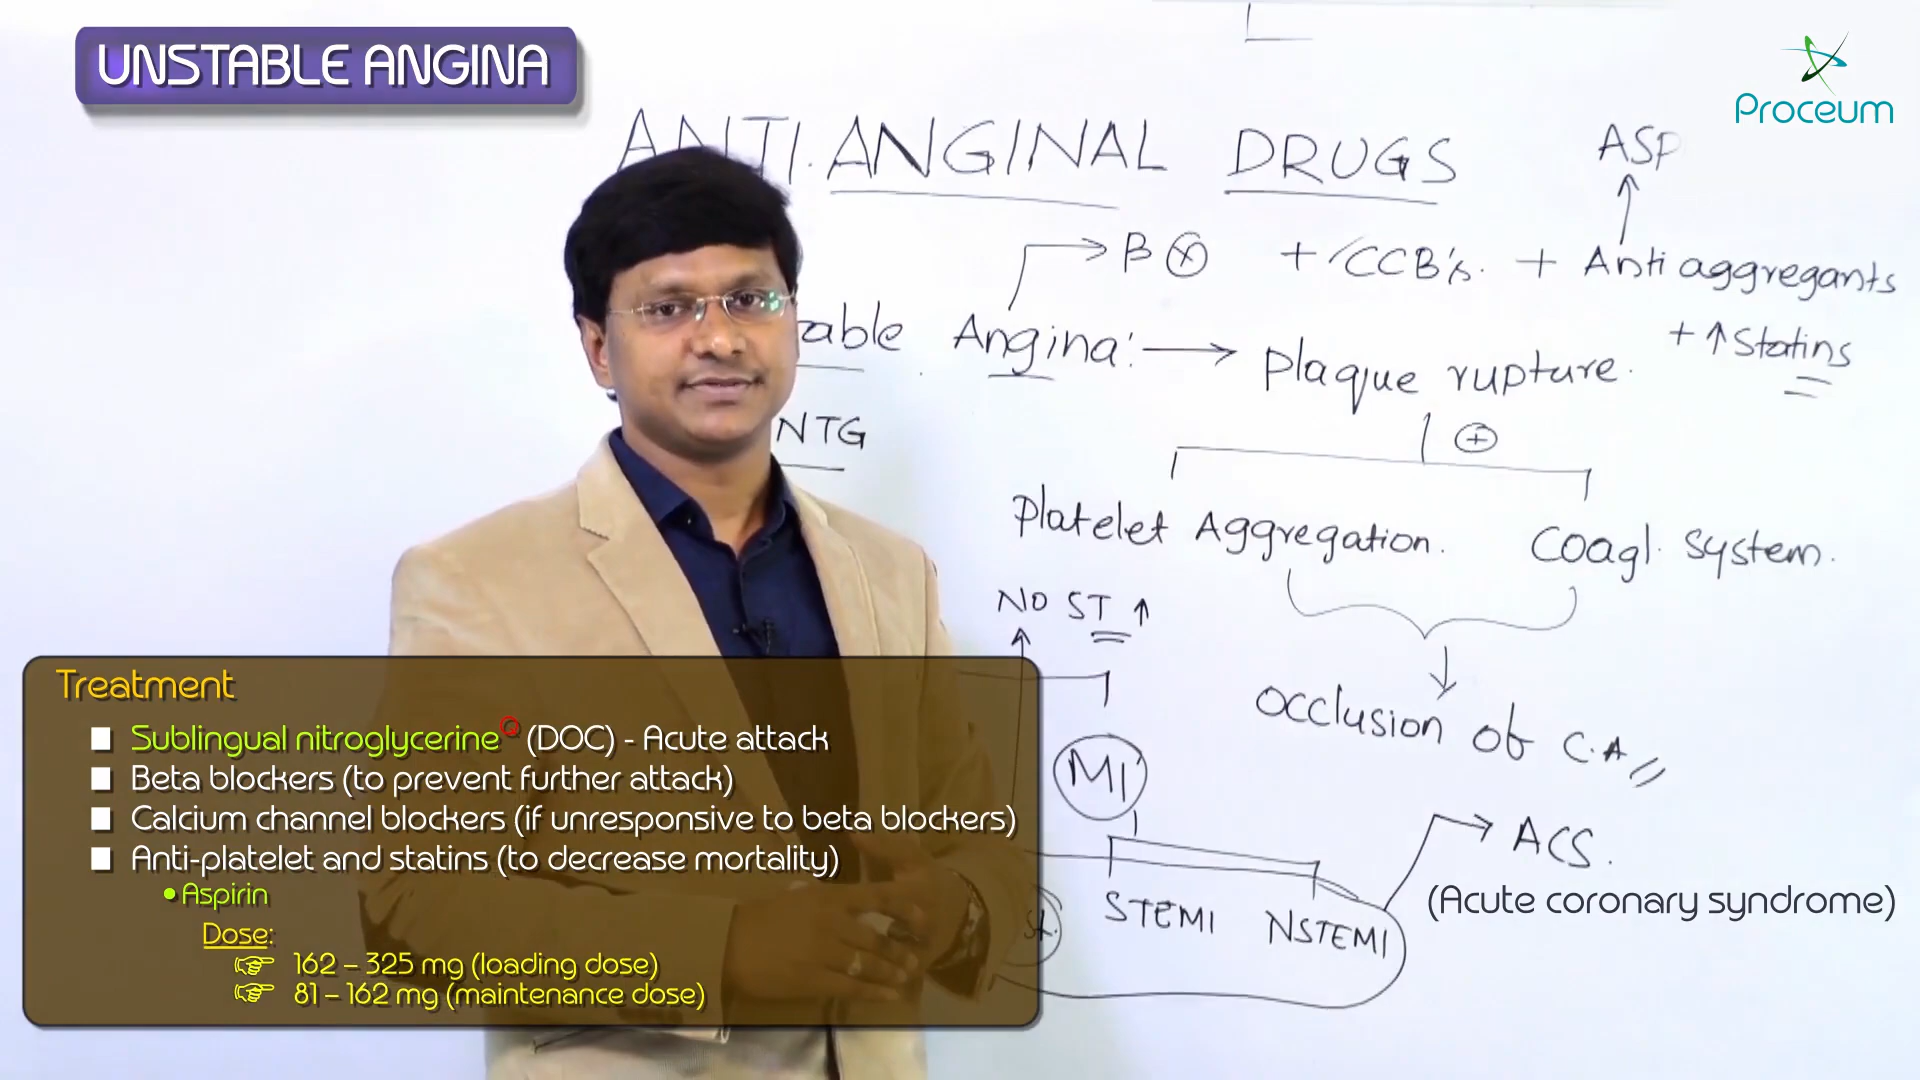 UNSTABLE ANGINA
Proceum
ANTI ANGINAL DRUGS
ASP
β ⊗ + CCB's + Anti aggregants
+ ↑ Statins
able Angina: → Plaque rupture.
NTG
⊕
Platelet Aggregation. Coagl. System.
NO ST ↑
Occlusion of C.A
MI
ACS.
(Acute coronary syndrome)
STEMI NSTEMI
Treatment
Sublingual nitroglycerine Q (DOC) - Acute attack
Beta blockers (to prevent further attack)
Calcium channel blockers (if unresponsive to beta blockers)
Anti-platelet and statins (to decrease mortality)
• Aspirin
Dose:
162 – 325 mg (loading dose)
81 – 162 mg (maintenance dose)